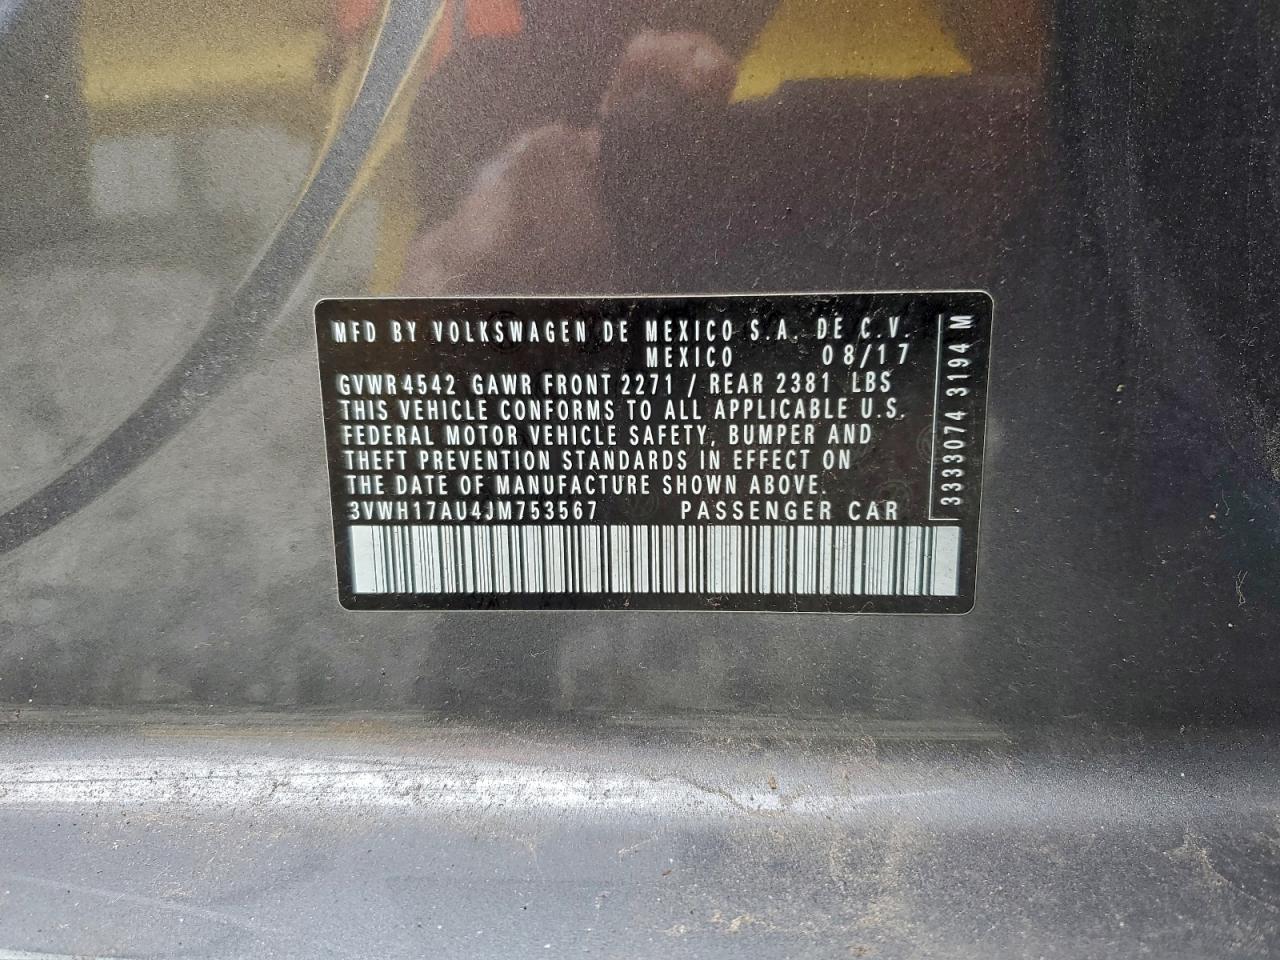 MFD BY VOLKSWAGEN DE MEXICO S.A. DE C.V.
MEXICO 08/17
GVWR 4542 GAWR FRONT 2271 / REAR 2381 LBS
THIS VEHICLE CONFORMS TO ALL APPLICABLE U.S.
FEDERAL MOTOR VEHICLE SAFETY, BUMPER AND
THEFT PREVENTION STANDARDS IN EFFECT ON
THE DATE OF MANUFACTURE SHOWN ABOVE.
3VWH17AU4JM753567 PASSENGER CAR
3333074 3194 M